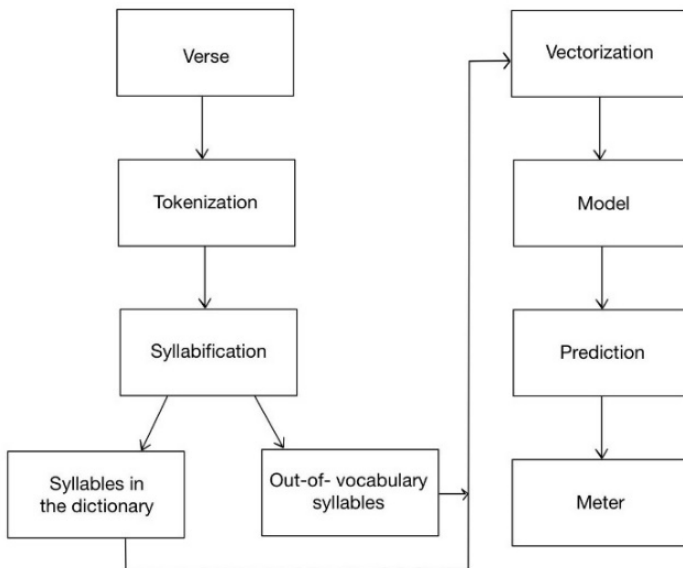 Verse
Tokenization
Syllabification
Syllables in
the dictionary
Out-of- vocabulary
syllables
Vectorization
Model
Prediction
Meter